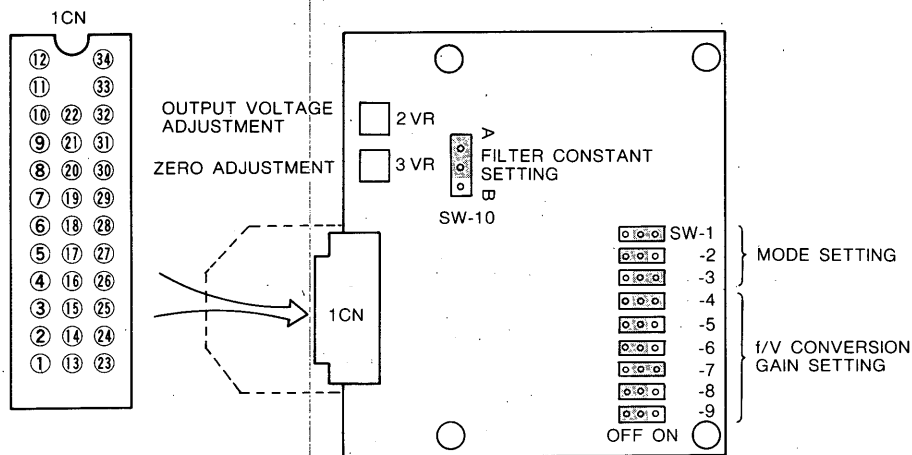 1CN
12 34
11 33
10 22 32
9 21 31
8 20 30
7 19 29
6 18 28
5 17 27
4 16 26
3 15 25
2 14 24
1 13 23
OUTPUT VOLTAGE
ADJUSTMENT
2VR
ZERO ADJUSTMENT
3VR
A
B
FILTER CONSTANT
SETTING
SW-10
1CN
SW-1
-2
-3
-4
-5
-6
-7
-8
-9
OFF ON
MODE SETTING
f/V CONVERSION
GAIN SETTING